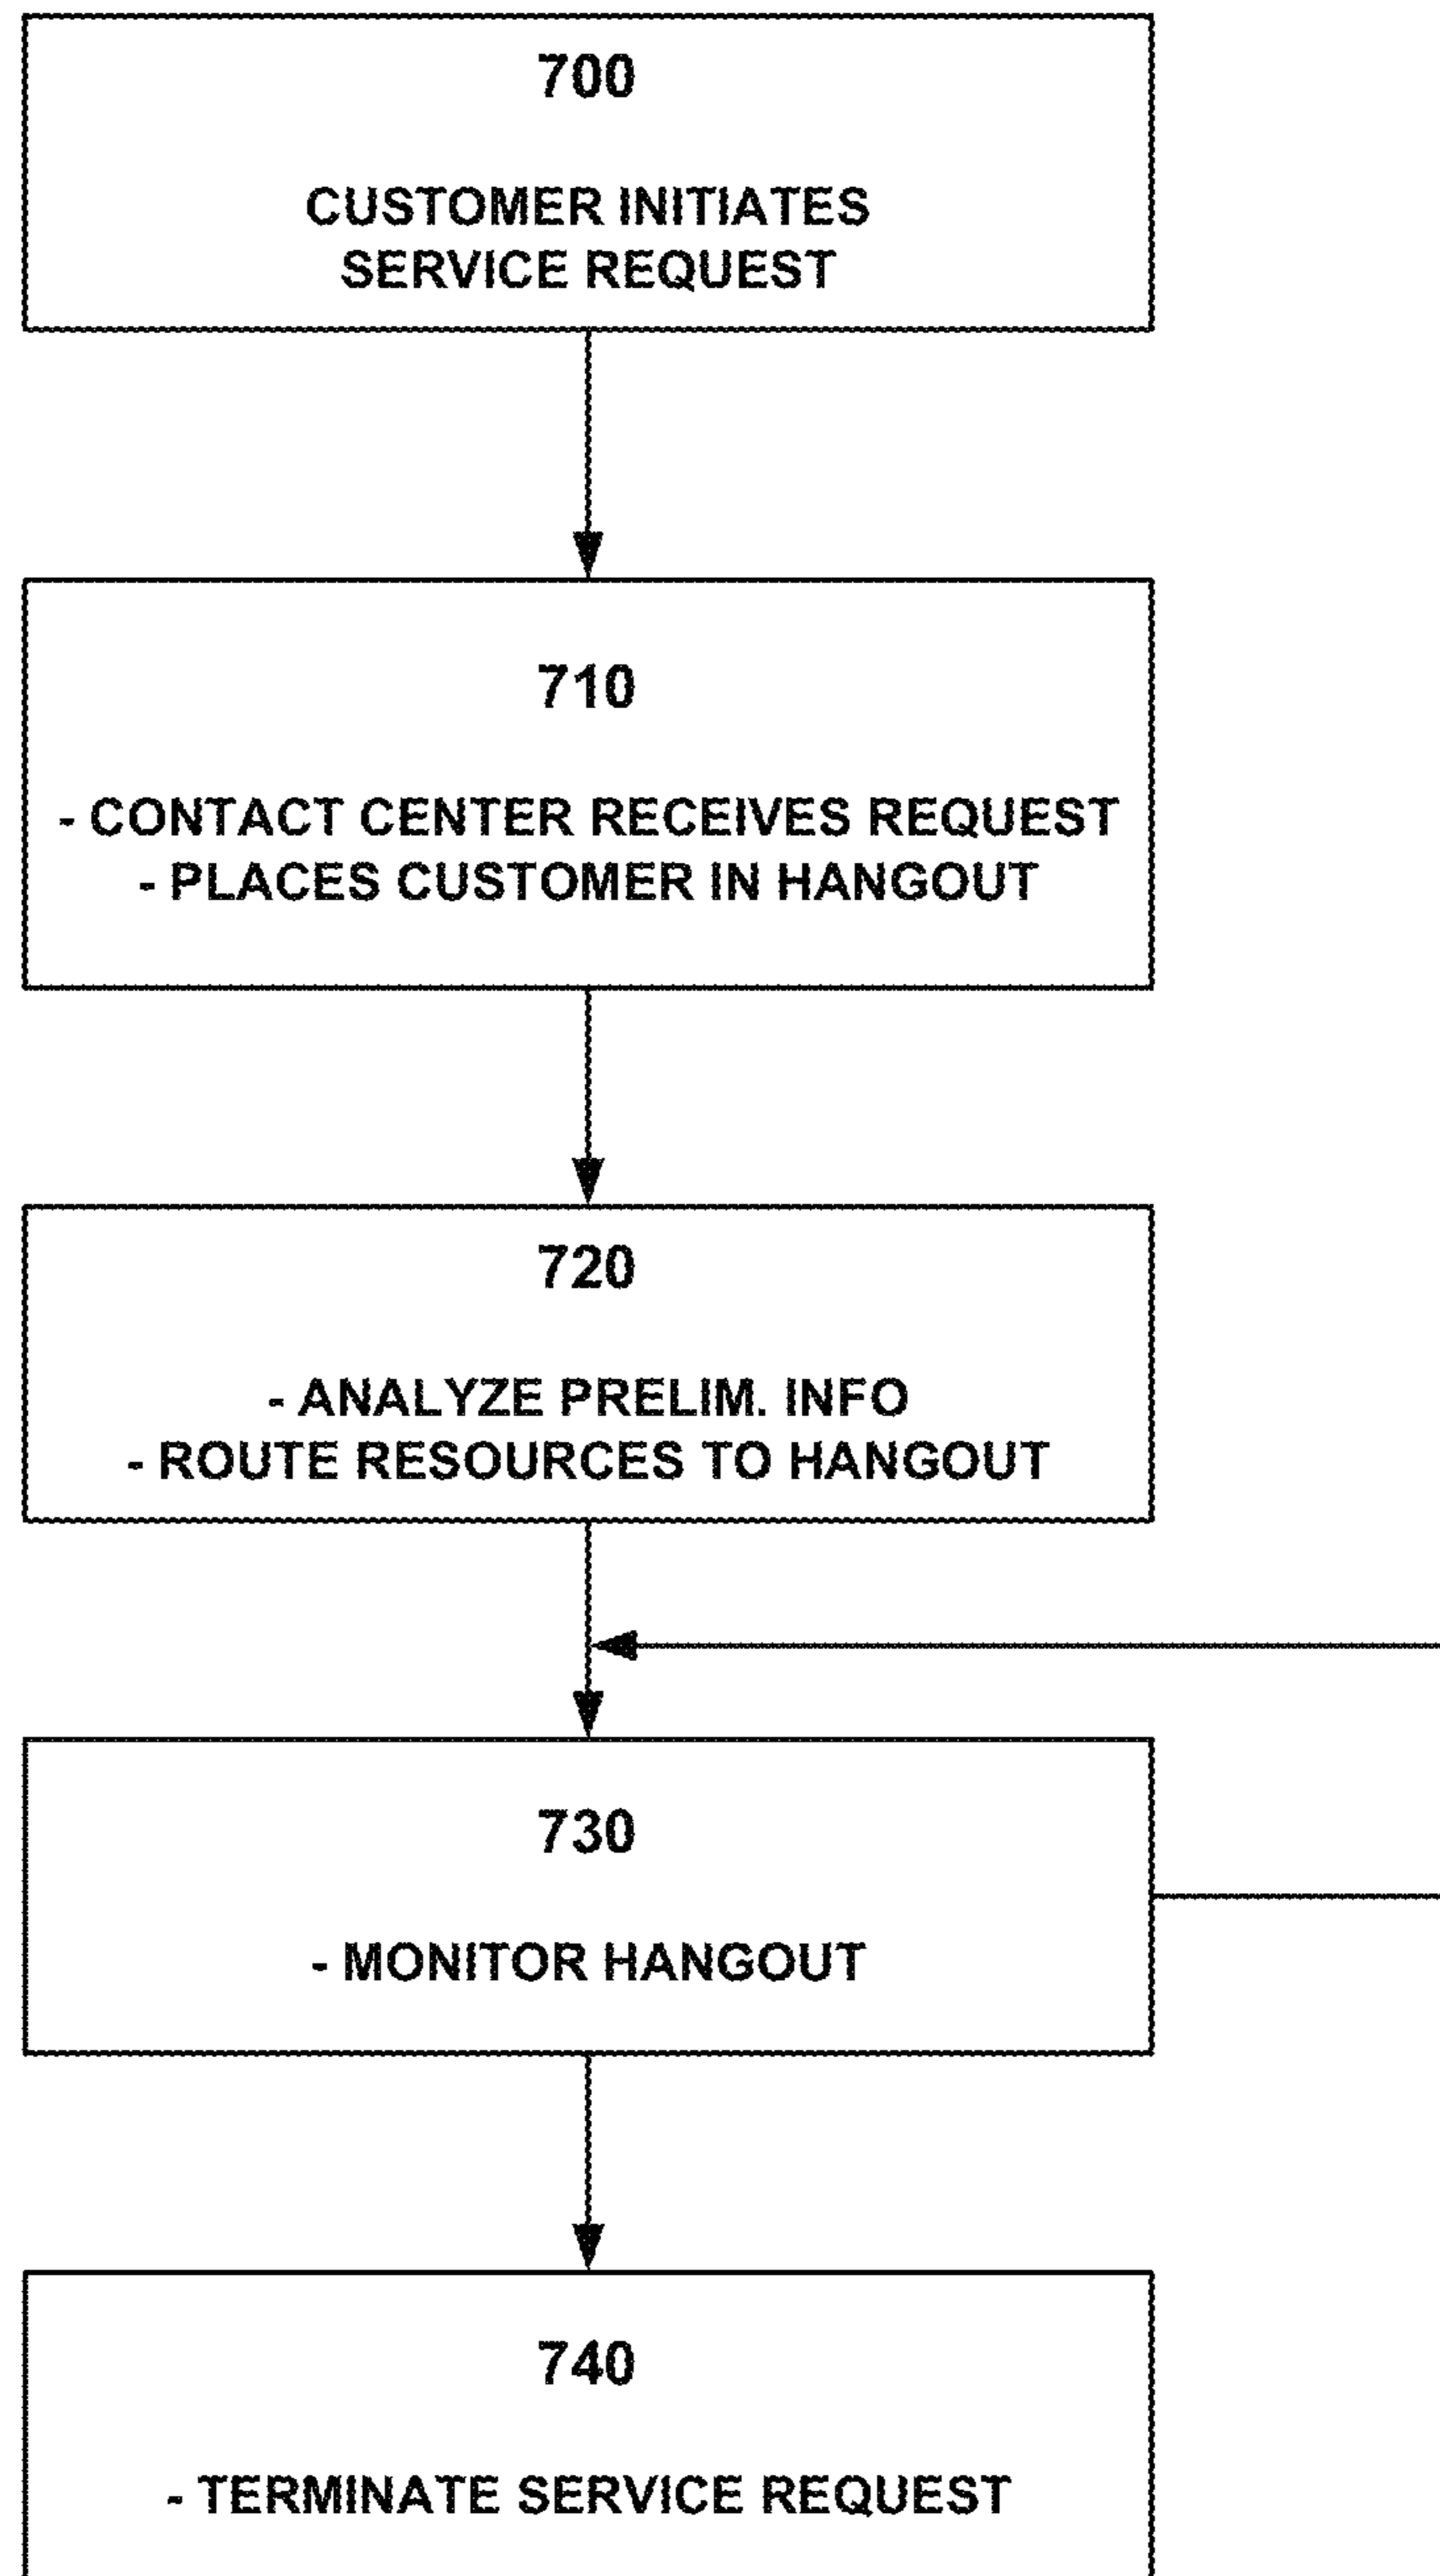 700
CUSTOMER INITIATES
SERVICE REQUEST
710
- CONTACT CENTER RECEIVES REQUEST
- PLACES CUSTOMER IN HANGOUT
720
- ANALYZE PRELIM. INFO
- ROUTE RESOURCES TO HANGOUT
730
- MONITOR HANGOUT
740
- TERMINATE SERVICE REQUEST